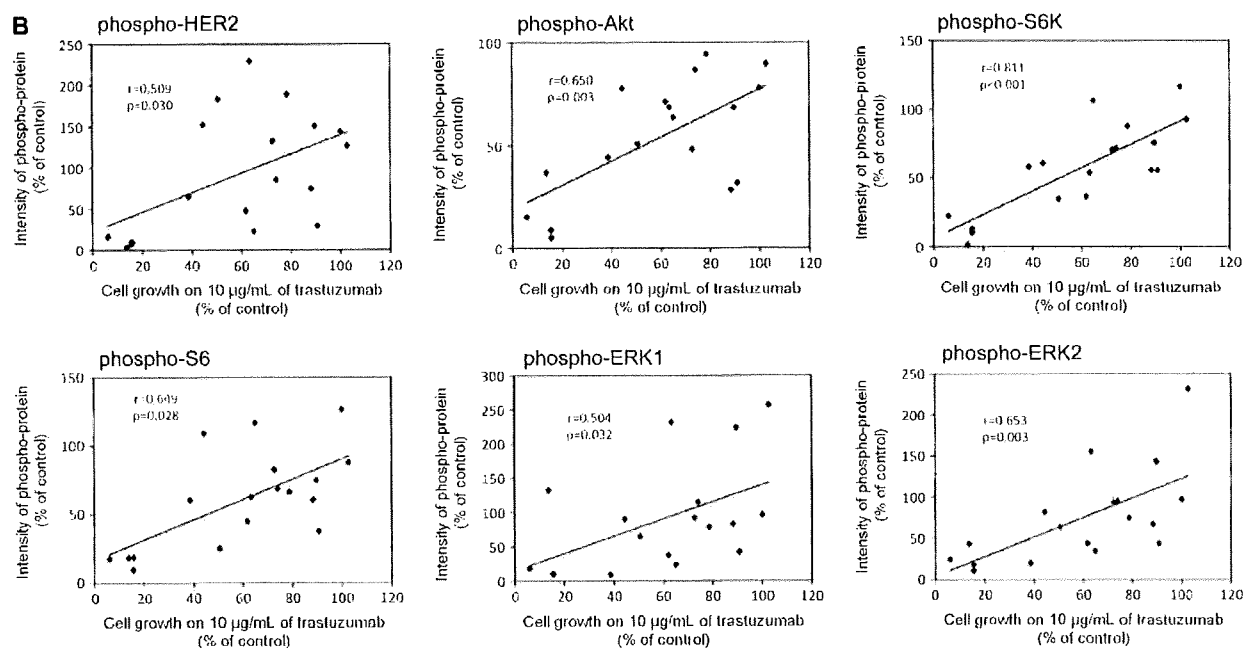 B
phospho-HER2
250
200
150
100
50
0
r=0.509
p=0.030
Intensity of phospho-protein
(% of control)
0 20 40 60 80 100 120
Cell growth on 10 µg/mL of trastuzumab
(% of control)
phospho-Akt
100
50
0
r=0.650
p=0.003
Intensity of phospho-protein
(% of control)
0 20 40 60 80 100 120
Cell growth on 10 µg/mL of trastuzumab
(% of control)
phospho-S6K
150
100
50
0
r=0.811
p<0.001
Intensity of phospho-protein
(% of control)
0 20 40 60 80 100 120
Cell growth on 10 µg/mL of trastuzumab
(% of control)
phospho-S6
150
100
50
0
r=0.649
p=0.028
Intensity of phospho-protein
(% of control)
0 20 40 60 80 100 120
Cell growth on 10 µg/mL of trastuzumab
(% of control)
phospho-ERK1
300
250
200
150
100
50
0
r=0.504
p=0.032
Intensity of phospho-protein
(% of control)
0 20 40 60 80 100 120
Cell growth on 10 µg/mL of trastuzumab
(% of control)
phospho-ERK2
250
200
150
100
50
0
r=0.653
p=0.003
Intensity of phospho-protein
(% of control)
0 20 40 60 80 100 120
Cell growth on 10 µg/mL of trastuzumab
(% of control)